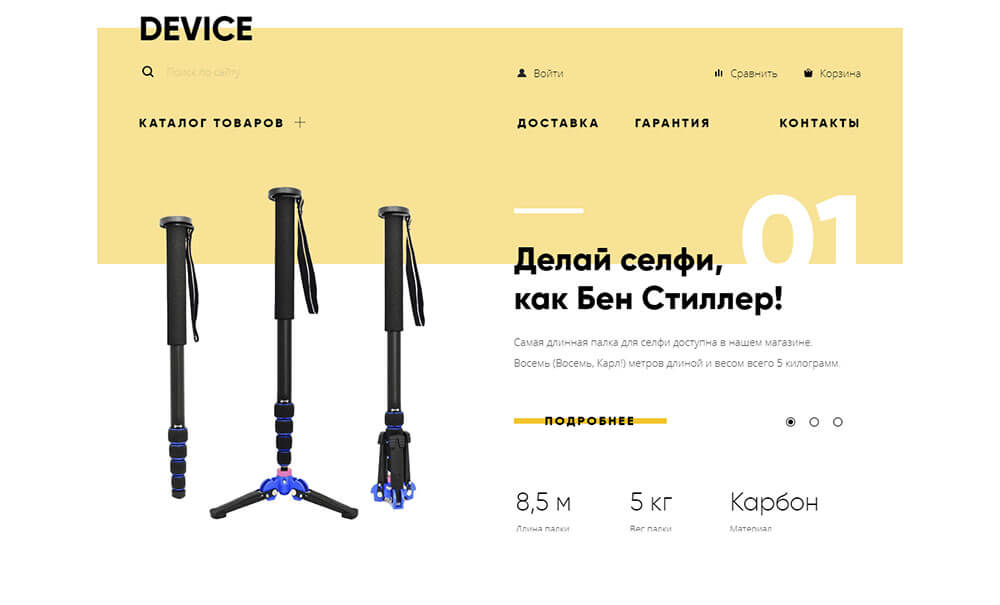 DEVICE
Поиск по сайту
Войти
Сравнить
Корзина
КАТАЛОГ ТОВАРОВ
ДОСТАВКА
ГАРАНТИЯ
КОНТАКТЫ
01
Делай селфи,
как Бен Стиллер!
Самая длинная палка для селфи доступна в нашем магазине.
Восемь (Восемь, Карл!) метров длиной и весом всего 5 килограмм.
ПОДРОБНЕЕ
8,5 м
5 кг
Карбон
Длина палки
Вес палки
Материал